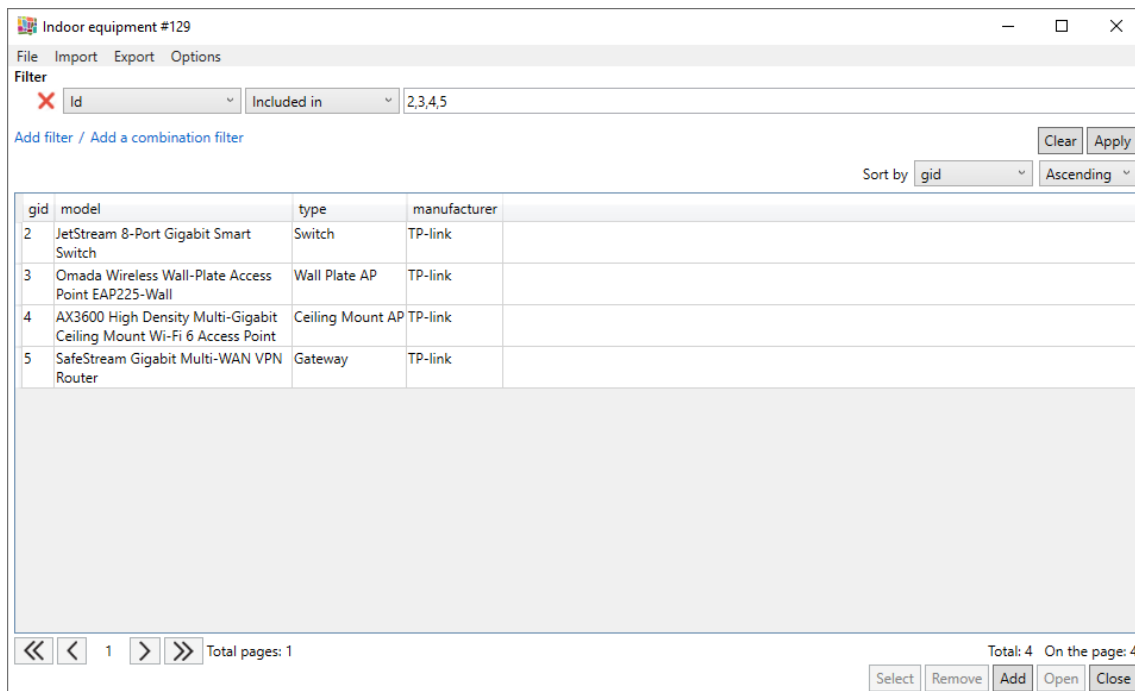 Indoor equipment #129
File Import Export Options
Filter
Id Included in 2,3,4,5
Add filter / Add a combination filter
Clear Apply
Sort by gid Ascending
gid model type manufacturer
2 JetStream 8-Port Gigabit Smart Switch TP-link
Switch
3 Omada Wireless Wall-Plate Access Wall Plate AP TP-link
Point EAP225-Wall
4 AX3600 High Density Multi-Gigabit Ceiling Mount AP TP-link
Ceiling Mount Wi-Fi 6 Access Point
5 SafeStream Gigabit Multi-WAN VPN Gateway TP-link
Router
1 Total pages: 1
Total: 4 On the page: 4
Select Remove Add Open Close